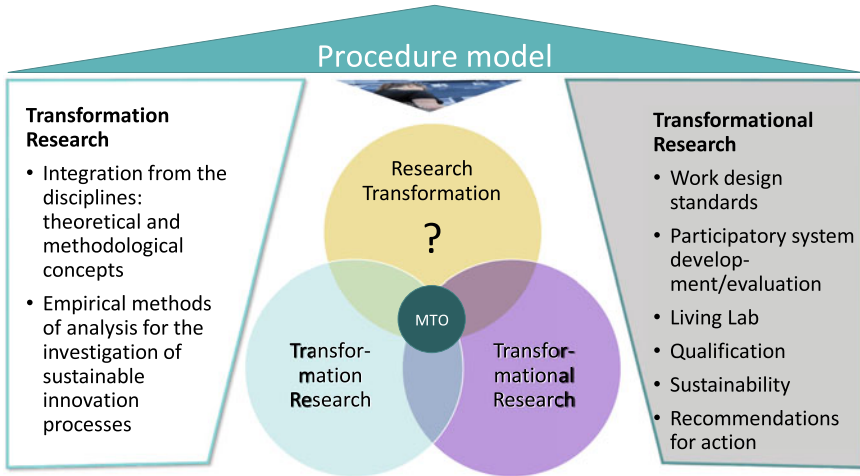 Procedure model
Transformation
Research
• Integration from the
disciplines:
theoretical and
methodological
concepts
• Empirical methods
of analysis for the
investigation of
sustainable
innovation
processes
Research
Transformation
?
MTO
Transfor-
mation
Research
Transfor-
mational
Research
Transformational
Research
• Work design
standards
• Participatory system
develop-
ment/evaluation
• Living Lab
• Qualification
• Sustainability
• Recommendations
for action